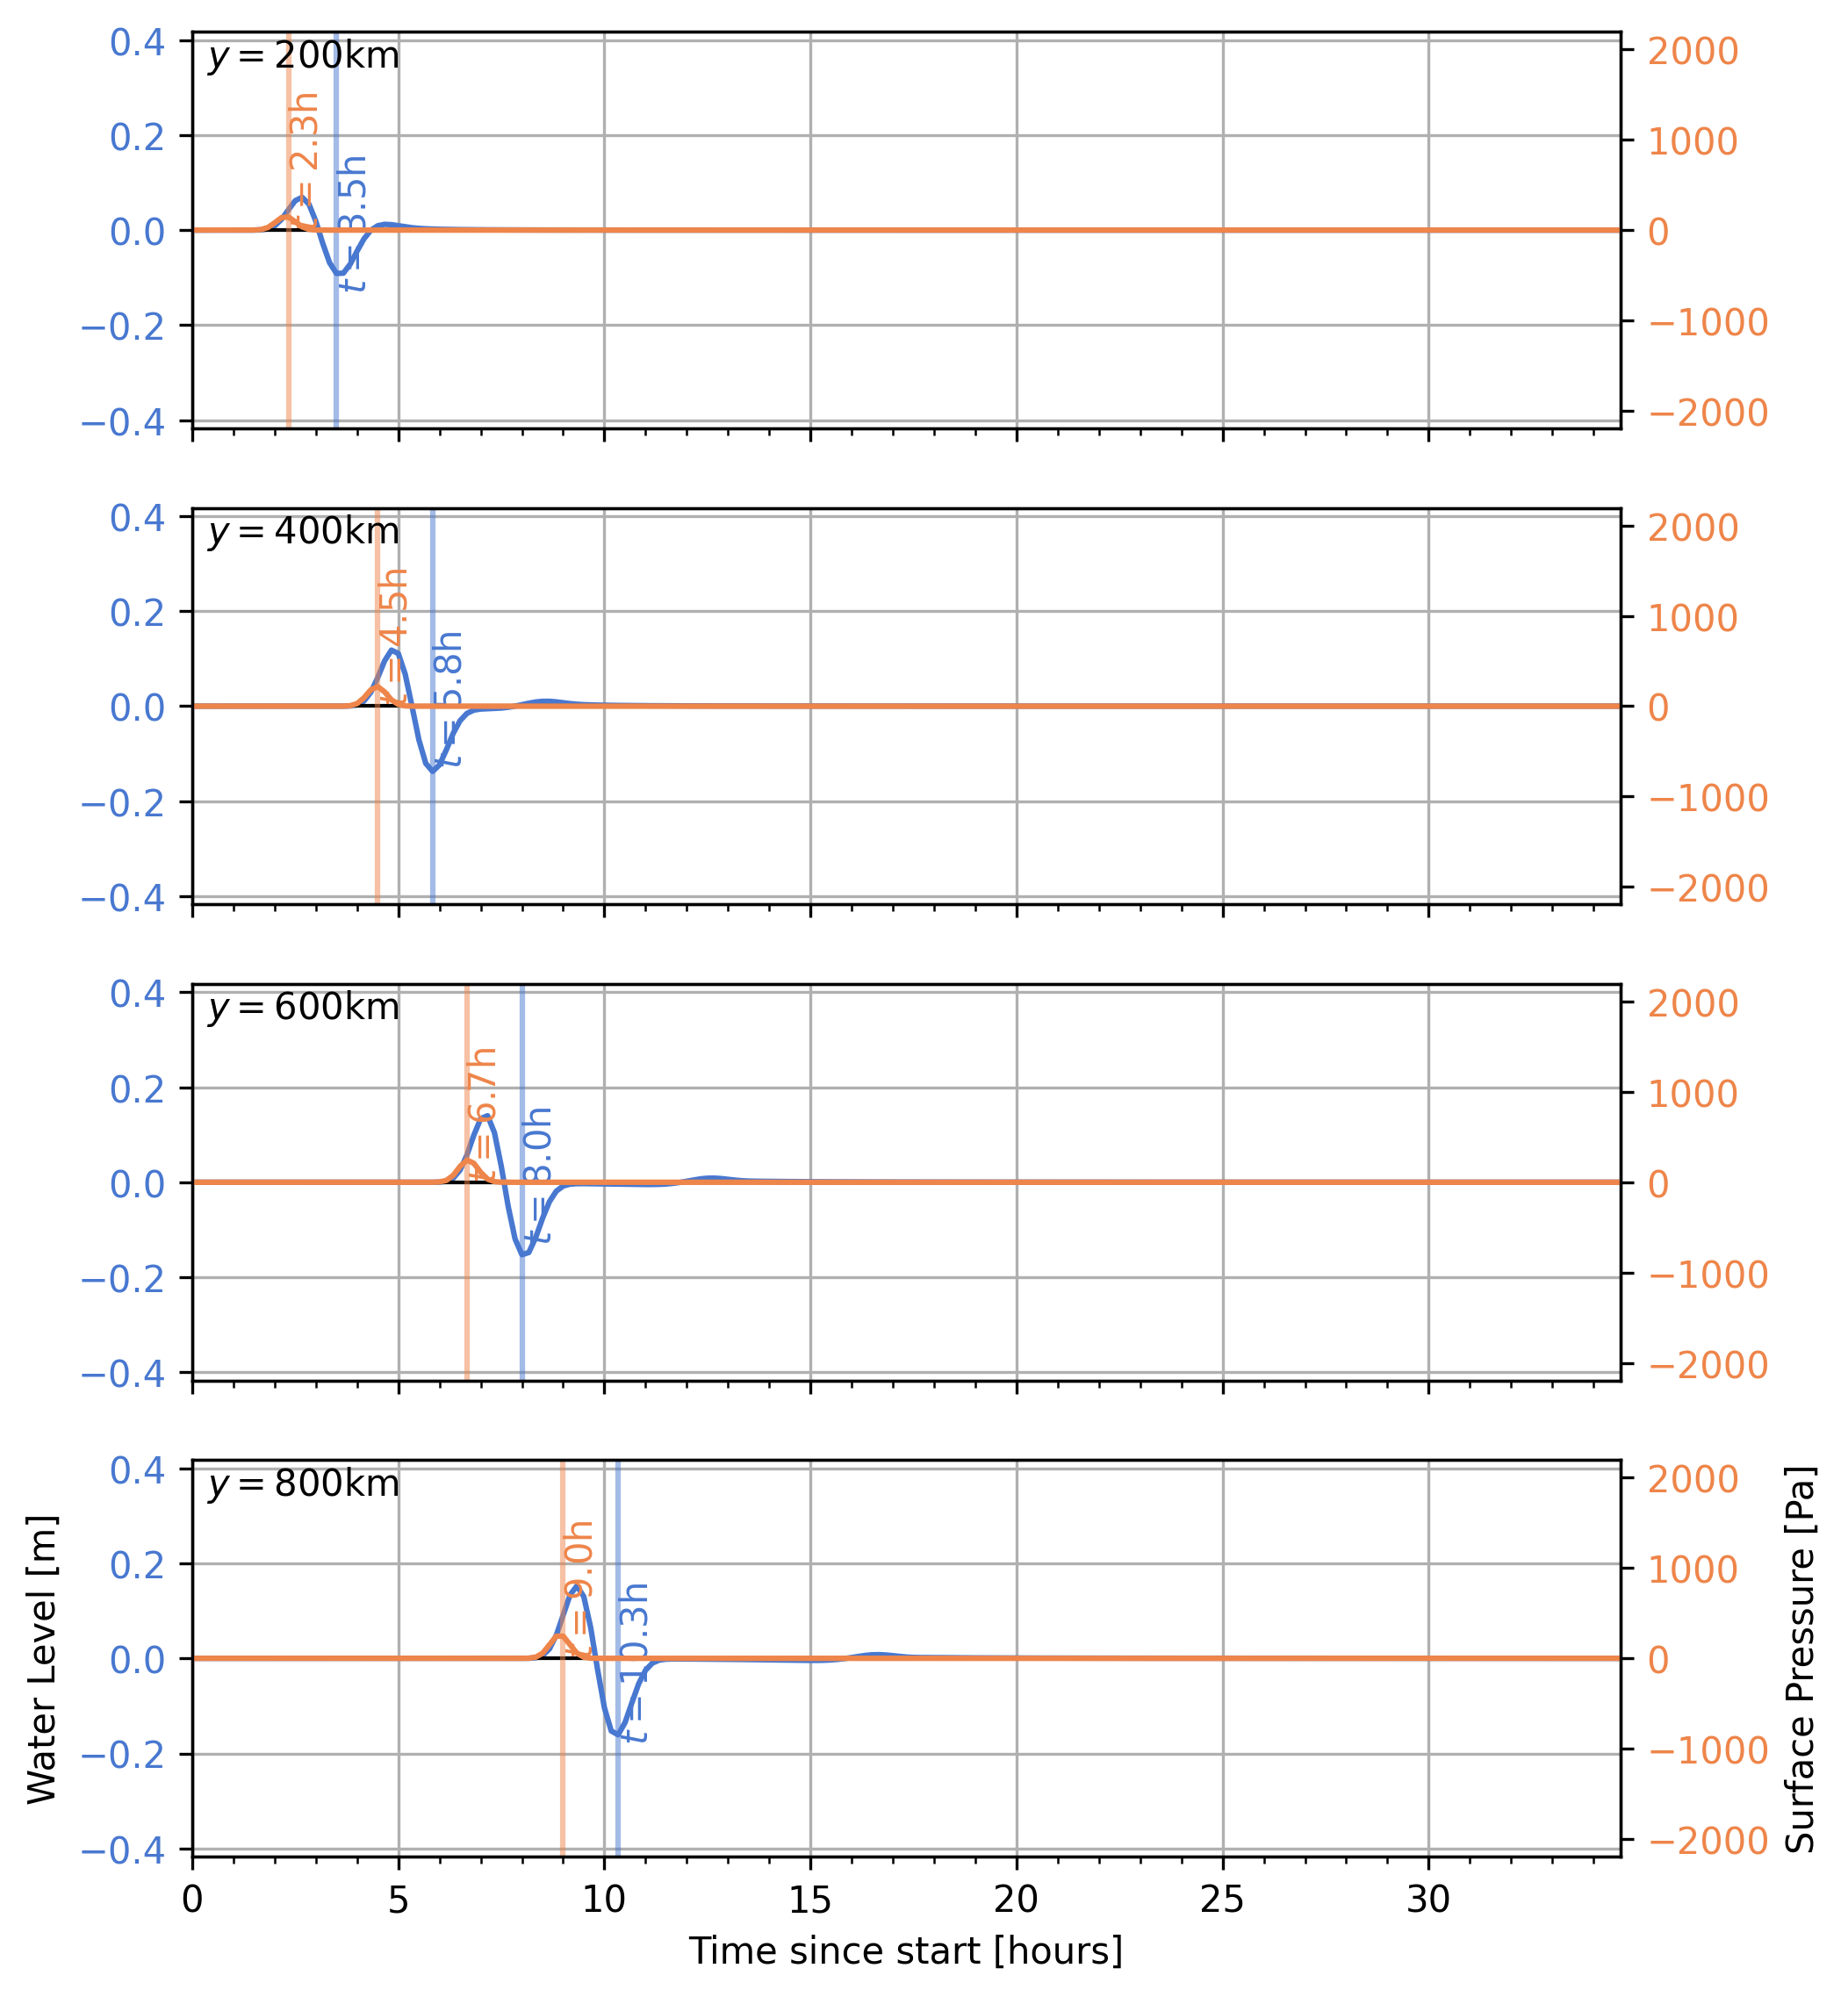 y = 200km
0.4
0.2
0.0
−0.2
−0.4
t = 2.3h
t = 3.5h
2000
1000
0
−1000
−2000
y = 400km
0.4
0.2
0.0
−0.2
−0.4
t = 4.5h
t = 5.8h
2000
1000
0
−1000
−2000
y = 600km
0.4
0.2
0.0
−0.2
−0.4
t = 6.7h
t = 8.0h
2000
1000
0
−1000
−2000
y = 800km
0.4
0.2
0.0
−0.2
−0.4
t = 9.0h
t = 10.3h
2000
1000
0
−1000
−2000
Water Level [m]
Surface Pressure [Pa]
0 5 10 15 20 25 30
Time since start [hours]